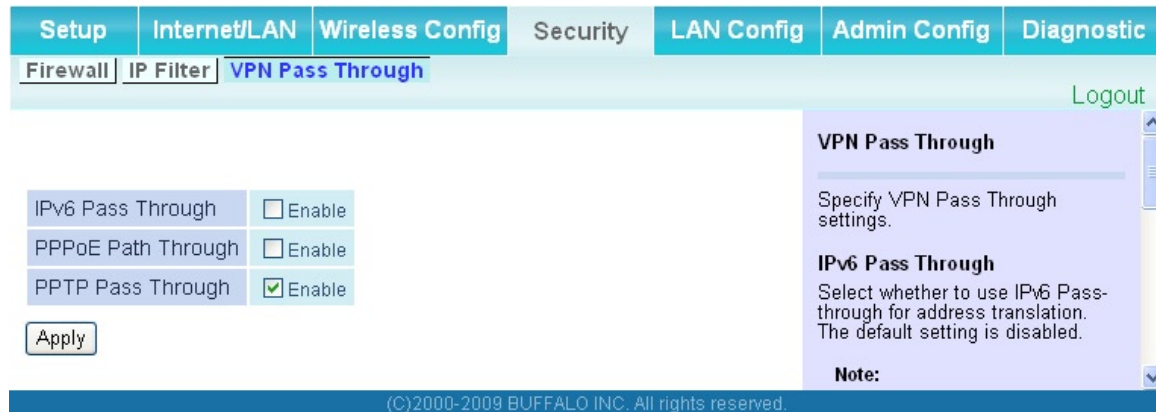 Setup Internet/LAN Wireless Config Security LAN Config Admin Config Diagnostic
Firewall IP Filter VPN Pass Through
Logout
IPv6 Pass Through Enable
PPPoE Path Through Enable
PPTP Pass Through Enable
Apply
VPN Pass Through
Specify VPN Pass Through
settings.
IPv6 Pass Through
Select whether to use IPv6 Pass-
through for address translation.
The default setting is disabled.
Note:
(C)2000-2009 BUFFALO INC. All rights reserved.